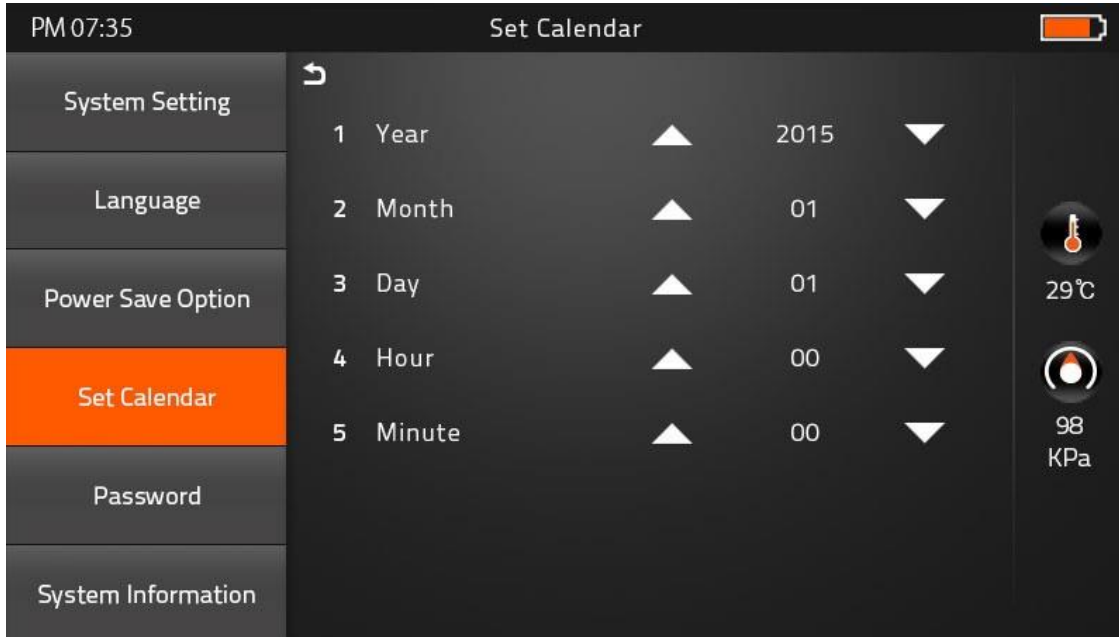 PM 07:35 Set Calendar
System Setting
Language
Power Save Option
Set Calendar
Password
System Information
1 Year 2015
2 Month 01
3 Day 01
4 Hour 00
5 Minute 00
29℃
98
KPa